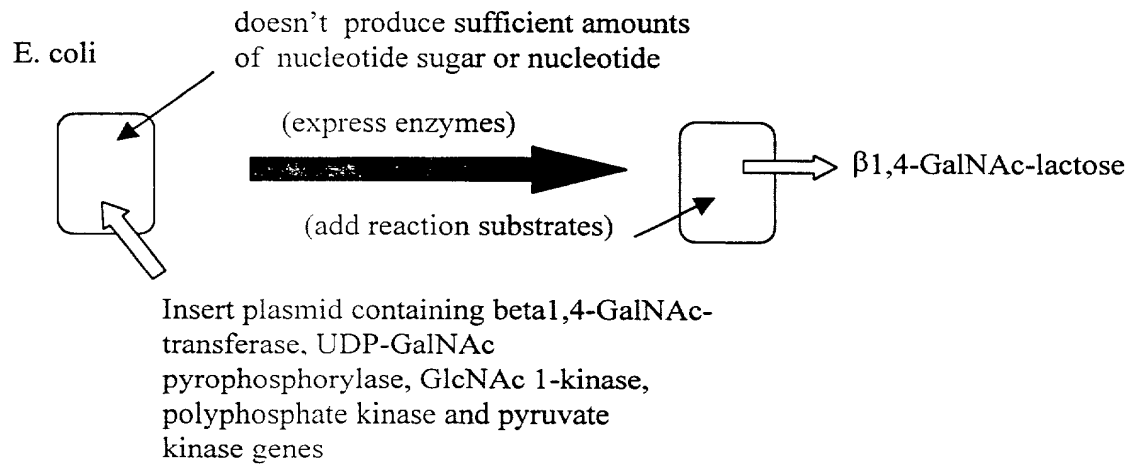 doesn't produce sufficient amounts
of nucleotide sugar or nucleotide
E. coli
(express enzymes)
β1,4-GalNAc-lactose
(add reaction substrates)
Insert plasmid containing beta1,4-GalNAc-
transferase, UDP-GalNAc
pyrophosphorylase, GlcNAc 1-kinase,
polyphosphate kinase and pyruvate
kinase genes